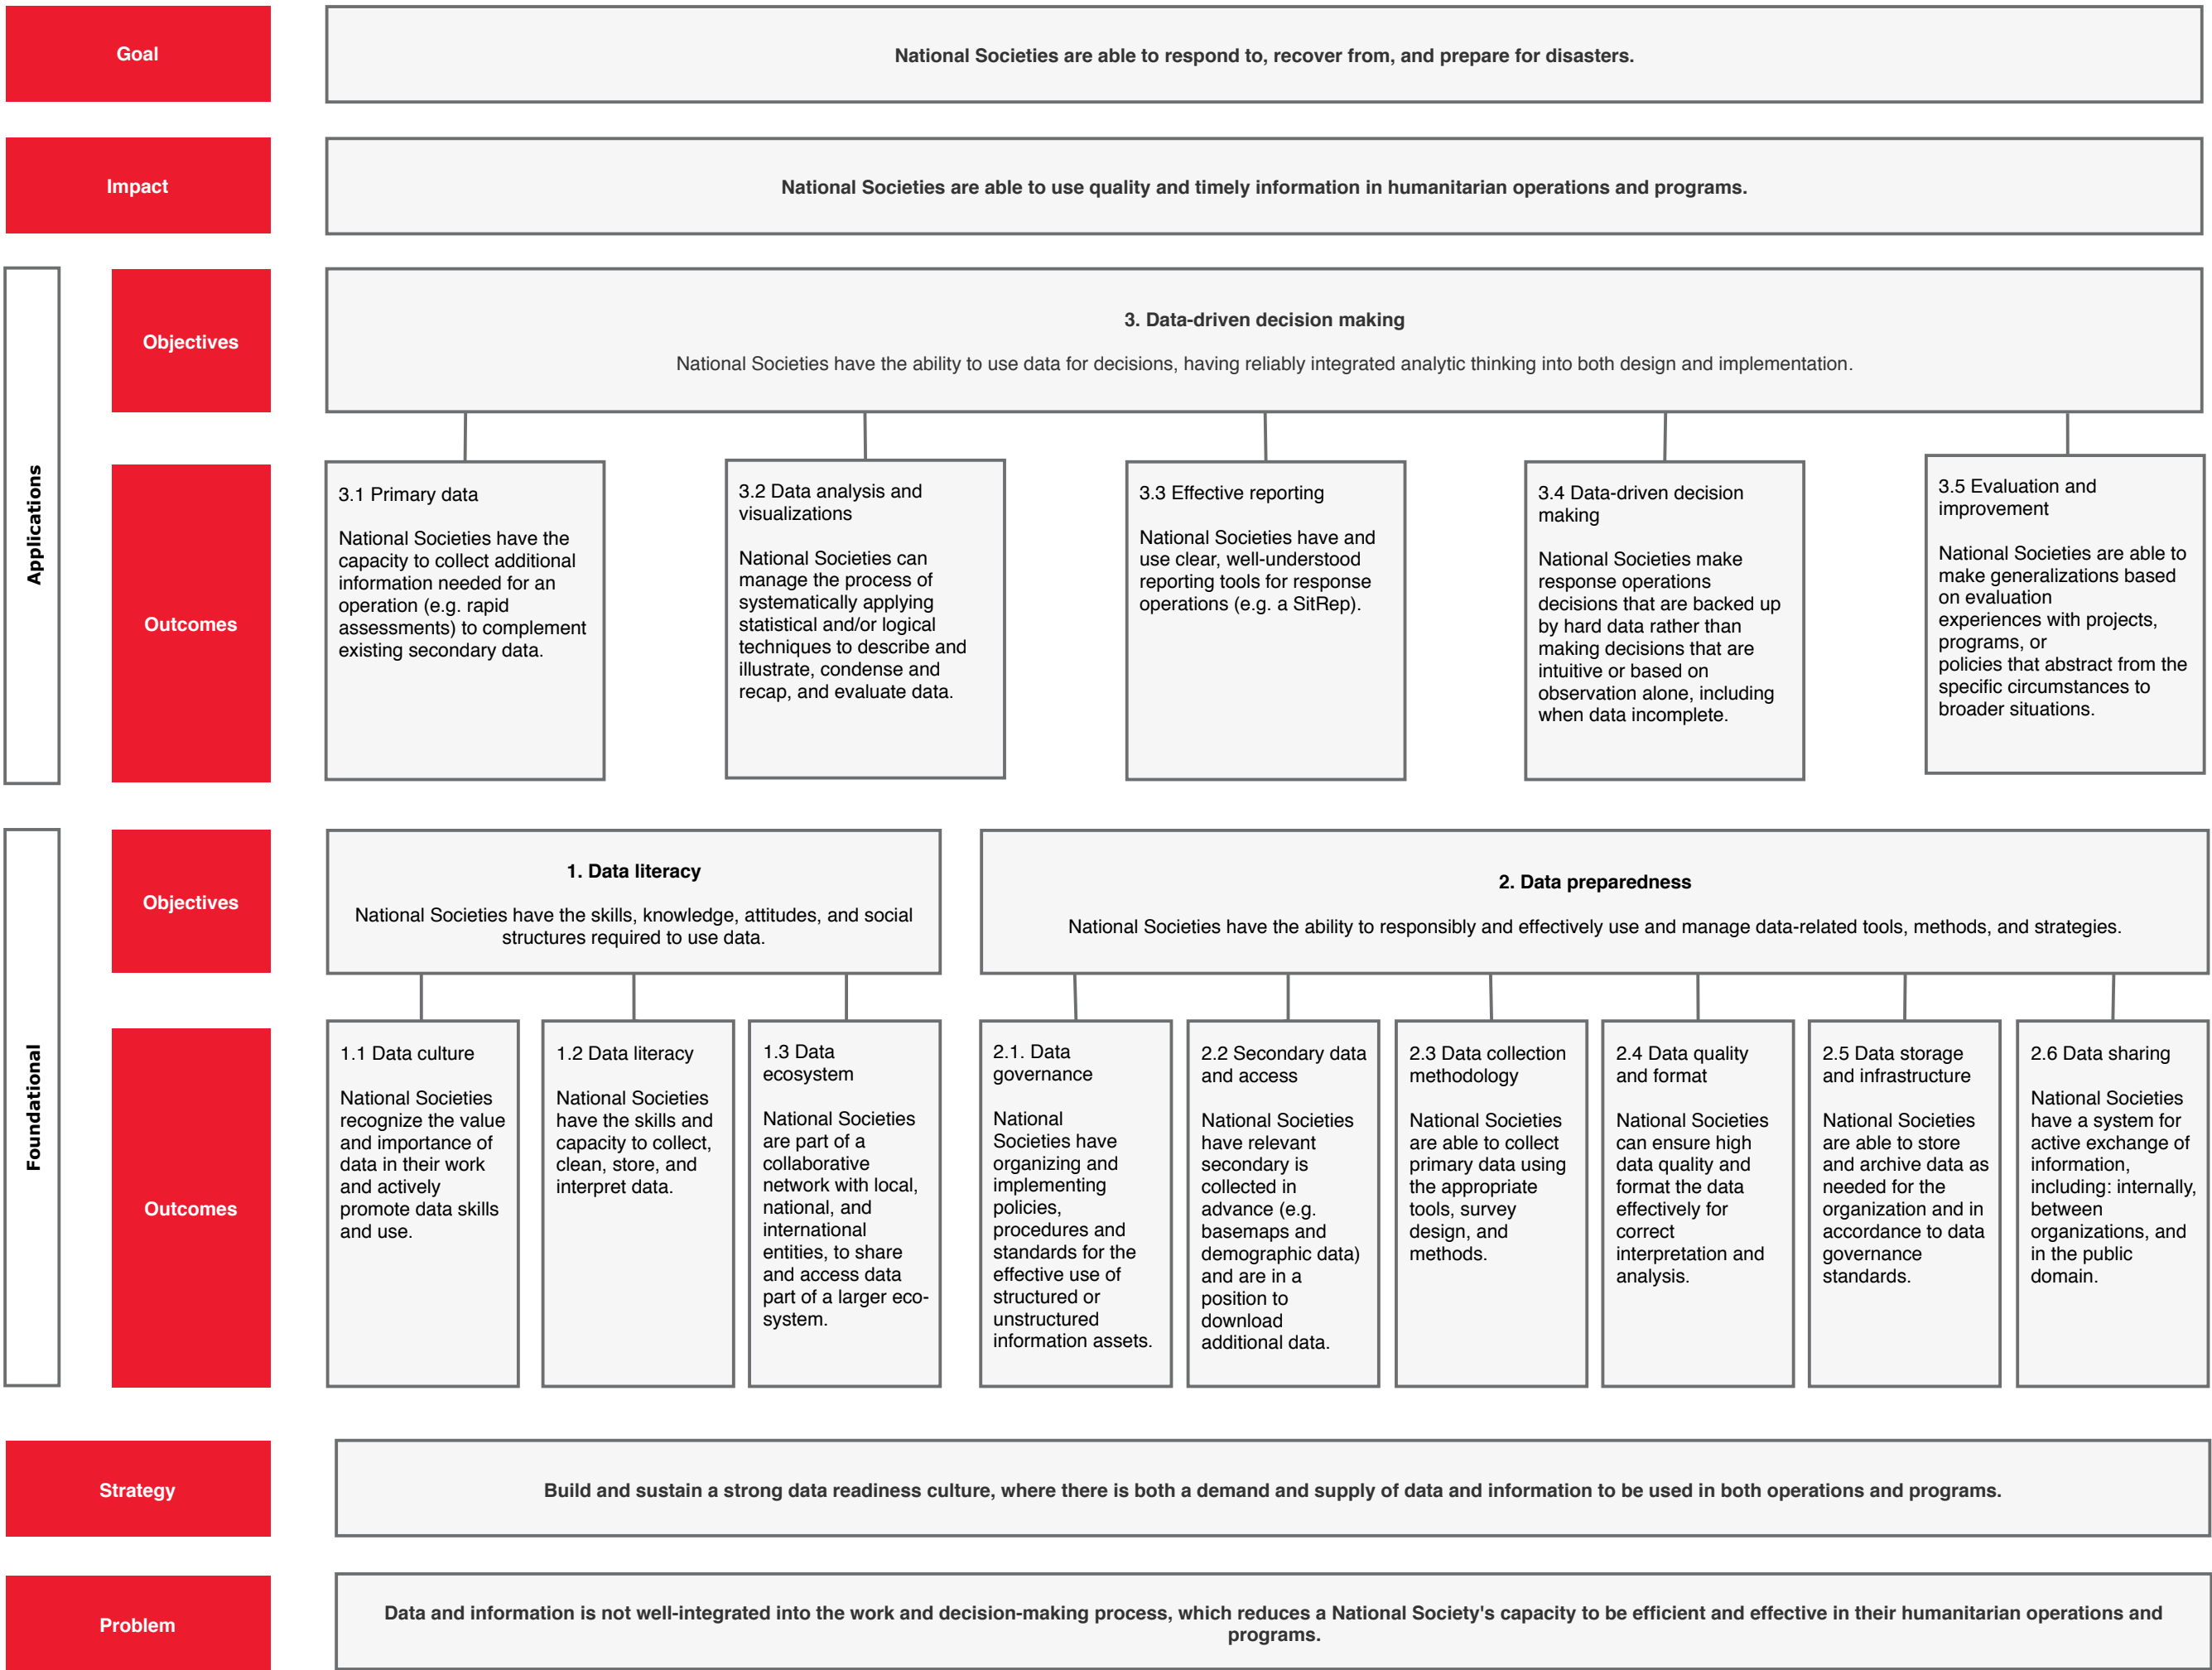 Goal
National Societies are able to respond to, recover from, and prepare for disasters.
Impact
National Societies are able to use quality and timely information in humanitarian operations and programs.
Applications
Objectives
3. Data-driven decision making
National Societies have the ability to use data for decisions, having reliably integrated analytic thinking into both design and implementation.
Outcomes
3.1 Primary data
National Societies have the
capacity to collect additional
information needed for an
operation (e.g. rapid
assessments) to complement
existing secondary data.
3.2 Data analysis and
visualizations
National Societies can
manage the process of
systematically applying
statistical and/or logical
techniques to describe and
illustrate, condense and
recap, and evaluate data.
3.3 Effective reporting
National Societies have and
use clear, well-understood
reporting tools for response
operations (e.g. a SitRep).
3.4 Data-driven decision
making
National Societies make
response operations
decisions that are backed up
by hard data rather than
making decisions that are
intuitive or based on
observation alone, including
when data incomplete.
3.5 Evaluation and
improvement
National Societies are able to
make generalizations based
on evaluation
experiences with projects,
programs, or
policies that abstract from the
specific circumstances to
broader situations.
Foundational
Objectives
1. Data literacy
National Societies have the skills, knowledge, attitudes, and social
structures required to use data.
2. Data preparedness
National Societies have the ability to responsibly and effectively use and manage data-related tools, methods, and strategies.
Outcomes
1.1 Data culture
National Societies
recognize the value
and importance of
data in their work
and actively
promote data skills
and use.
1.2 Data literacy
National Societies
have the skills and
capacity to collect,
clean, store, and
interpret data.
1.3 Data
ecosystem
National Societies
are part of a
collaborative
network with local,
national, and
international
entities, to share
and access data
part of a larger eco-
system.
2.1. Data
governance
National
Societies have
organizing and
implementing
policies,
procedures and
standards for the
effective use of
structured or
unstructured
information assets.
2.2 Secondary data
and access
National Societies
have relevant
secondary is
collected in
advance (e.g.
basemaps and
demographic data)
and are in a
position to
download
additional data.
2.3 Data collection
methodology
National Societies
are able to collect
primary data using
the appropriate
tools, survey
design, and
methods.
2.4 Data quality
and format
National Societies
can ensure high
data quality and
format the data
effectively for
correct
interpretation and
analysis.
2.5 Data storage
and infrastructure
National Societies
are able to store
and archive data as
needed for the
organization and in
accordance to data
governance
standards.
2.6 Data sharing
National Societies
have a system for
active exchange of
information,
including: internally,
between
organizations, and
in the public
domain.
Strategy
Build and sustain a strong data readiness culture, where there is both a demand and supply of data and information to be used in both operations and programs.
Problem
Data and information is not well-integrated into the work and decision-making process, which reduces a National Society's capacity to be efficient and effective in their humanitarian operations and
programs.